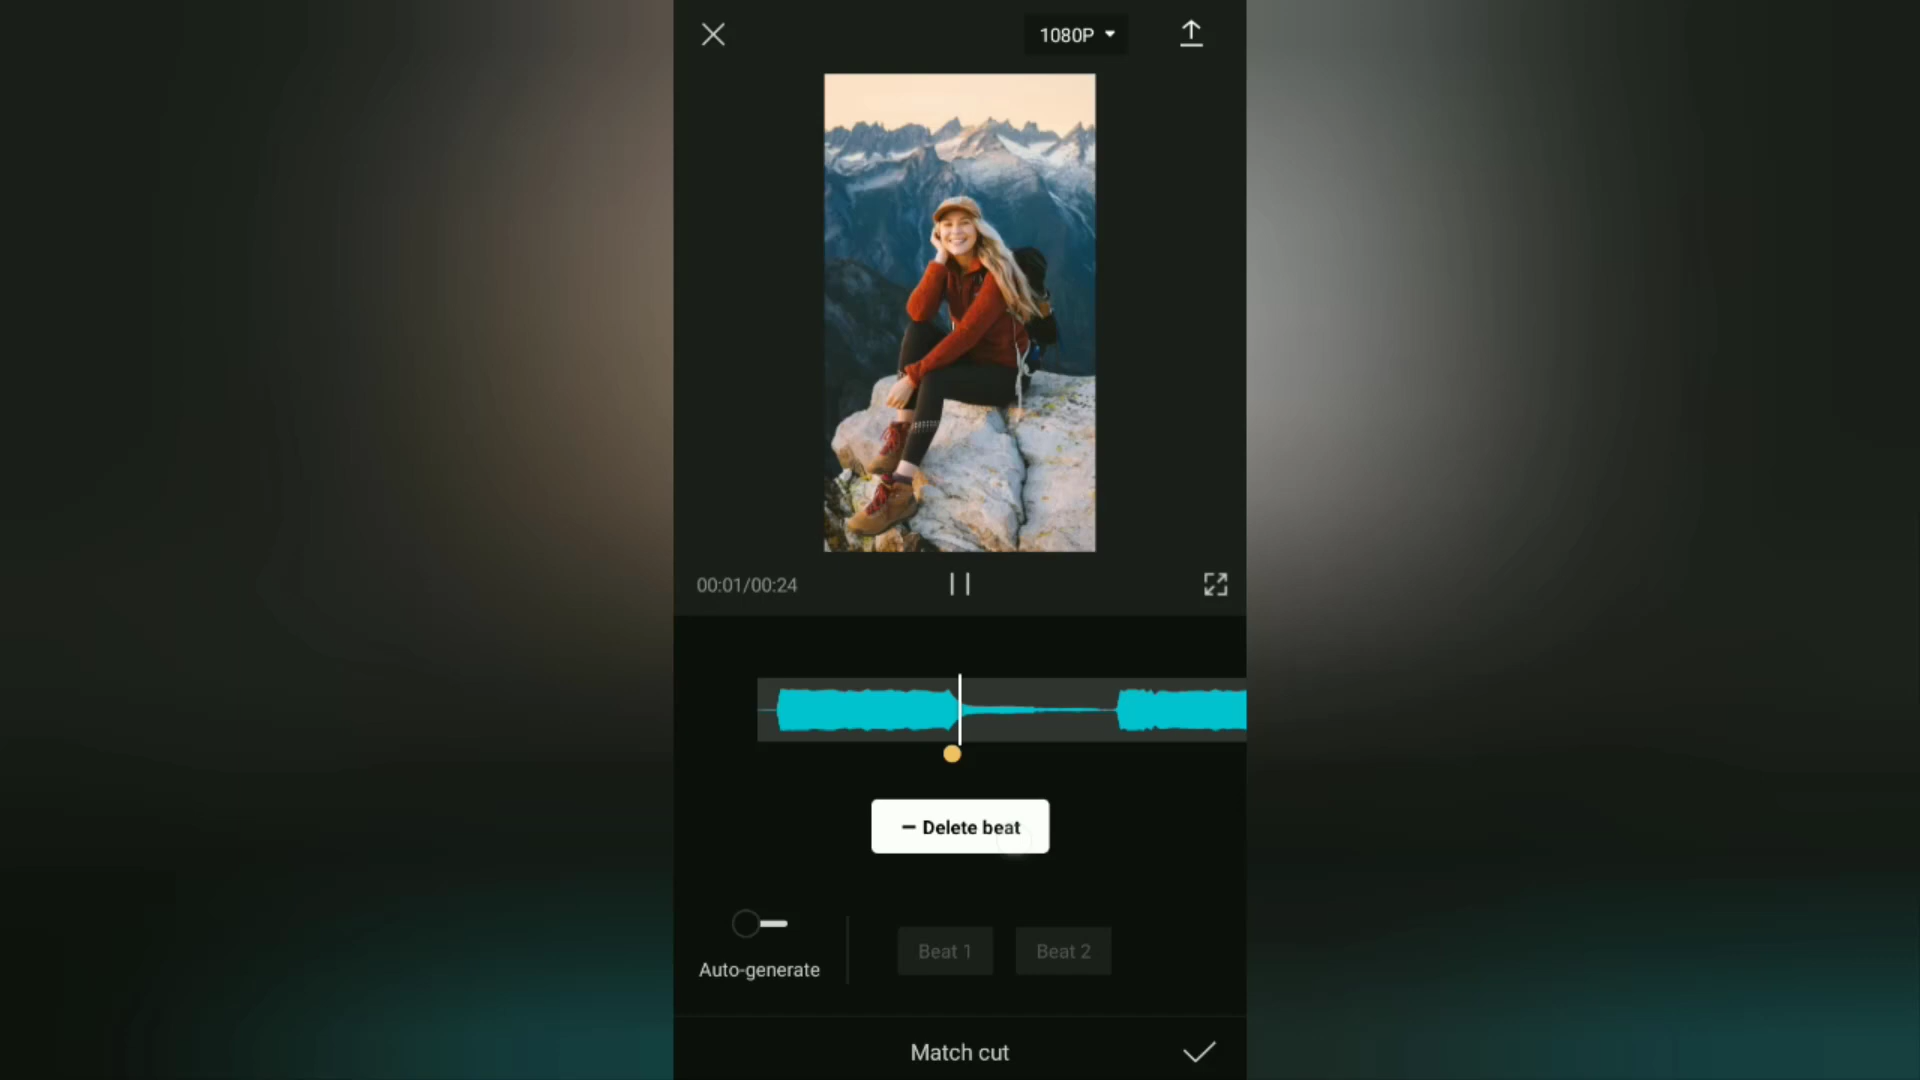 1080P
00:01/00:24
Delete beat
Beat 1
Beat 2
Auto-generate
Match cut